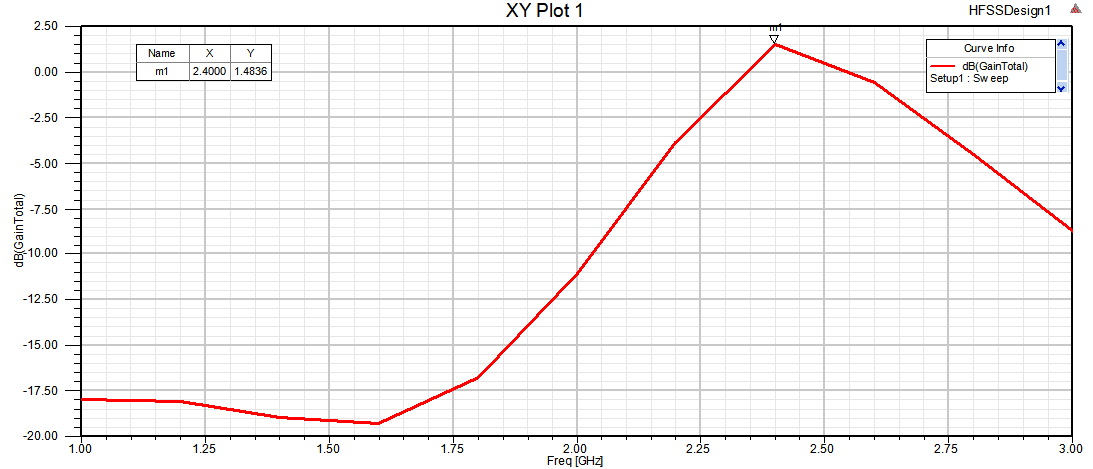 XY Plot 1
HFSSDesign1
m1
Name X Y
m1 2.4000 1.4836
Curve Info
dB(GainTotal)
Setup1 : Sweep
dB(GainTotal)
2.50
0.00
-2.50
-5.00
-7.50
-10.00
-12.50
-15.00
-17.50
-20.00
1.00 1.25 1.50 1.75 2.00 2.25 2.50 2.75 3.00
Freq [GHz]